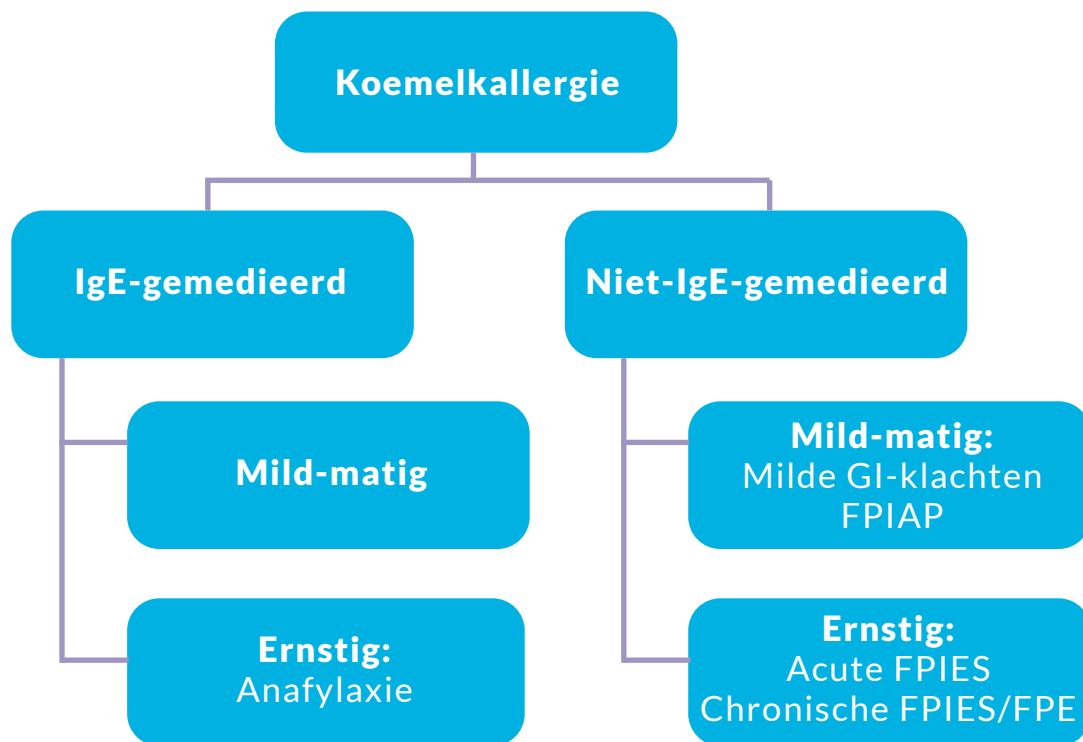 Koemelkallergie
IgE-gemedieerd
Niet-IgE-gemedieerd
Mild-matig
Mild-matig:
Milde GI-klachten
FPIAP
Ernstig:
Anafylaxie
Ernstig:
Acute FPIES
Chronische FPIES/FPE